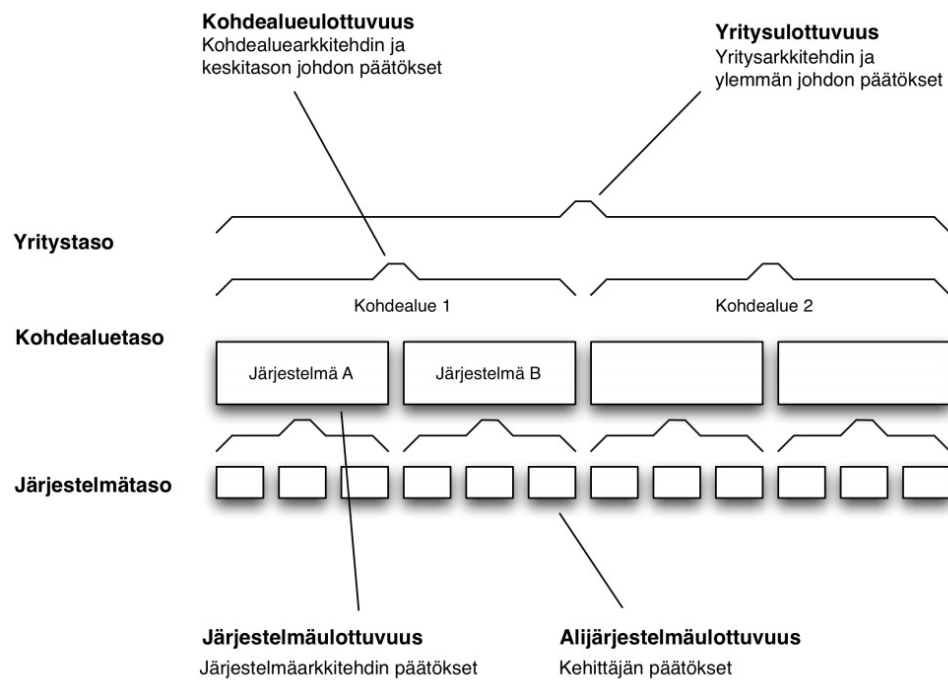 Kohdealueulottuvuus
Kohdealuearkkitehdin ja
keskitason johdon päätökset
Yritysulottuvuus
Yritysarkkitehdin ja
ylemmän johdon päätökset
Yritystaso
Kohdealue 1
Kohdealue 2
Kohdealuetaso
Järjestelmä A
Järjestelmä B
Järjestelmätaso
Järjestelmäulottuvuus
Järjestelmäarkkitehdin päätökset
Alijärjestelmäulottuvuus
Kehittäjän päätökset